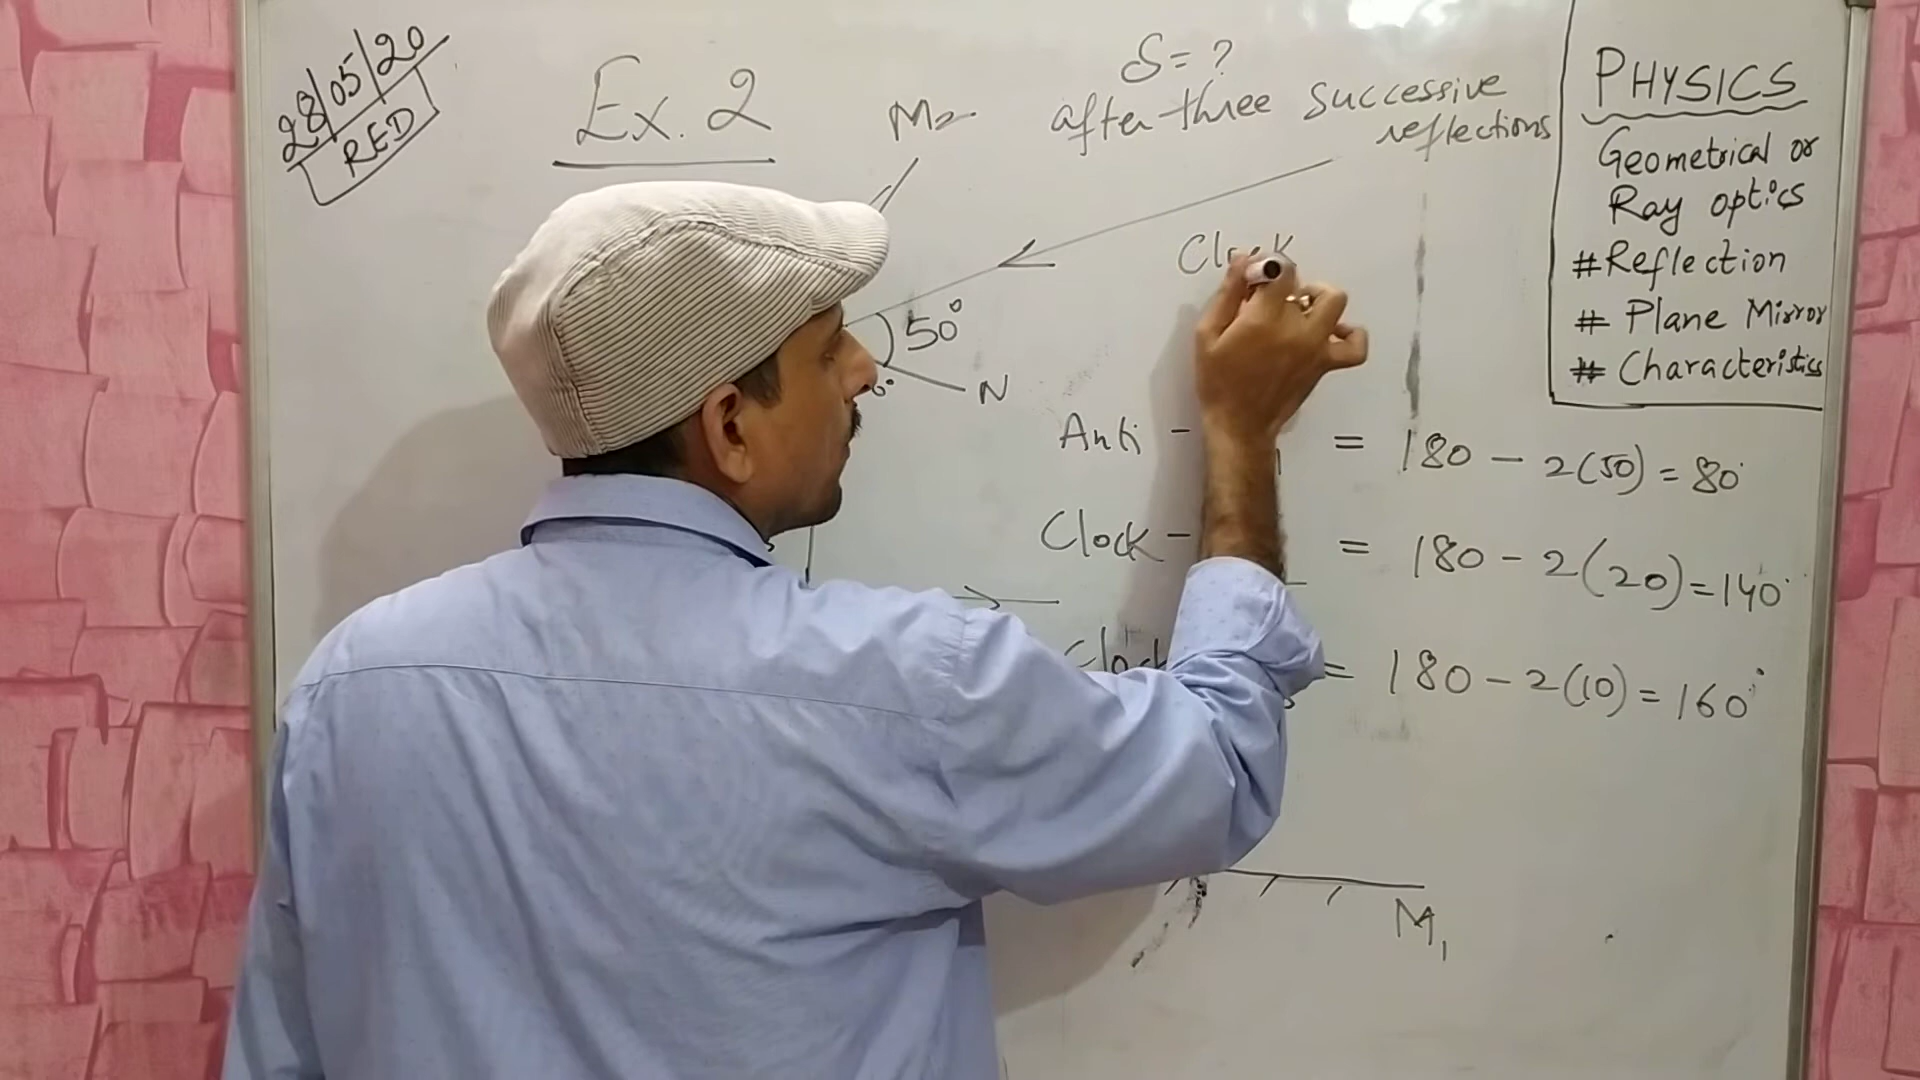 28/05/20
RED
Ex. 2
M2
δ = ?
after three successive
reflections
PHYSICS
Geometrical or
Ray optics
# Reflection
# Plane Mirror
# Characteristics
Clock
50°
N
Anti - = 180 - 2(50) = 80°
Clock - = 180 - 2(20) = 140°
Clock = 180 - 2(10) = 160°
M1